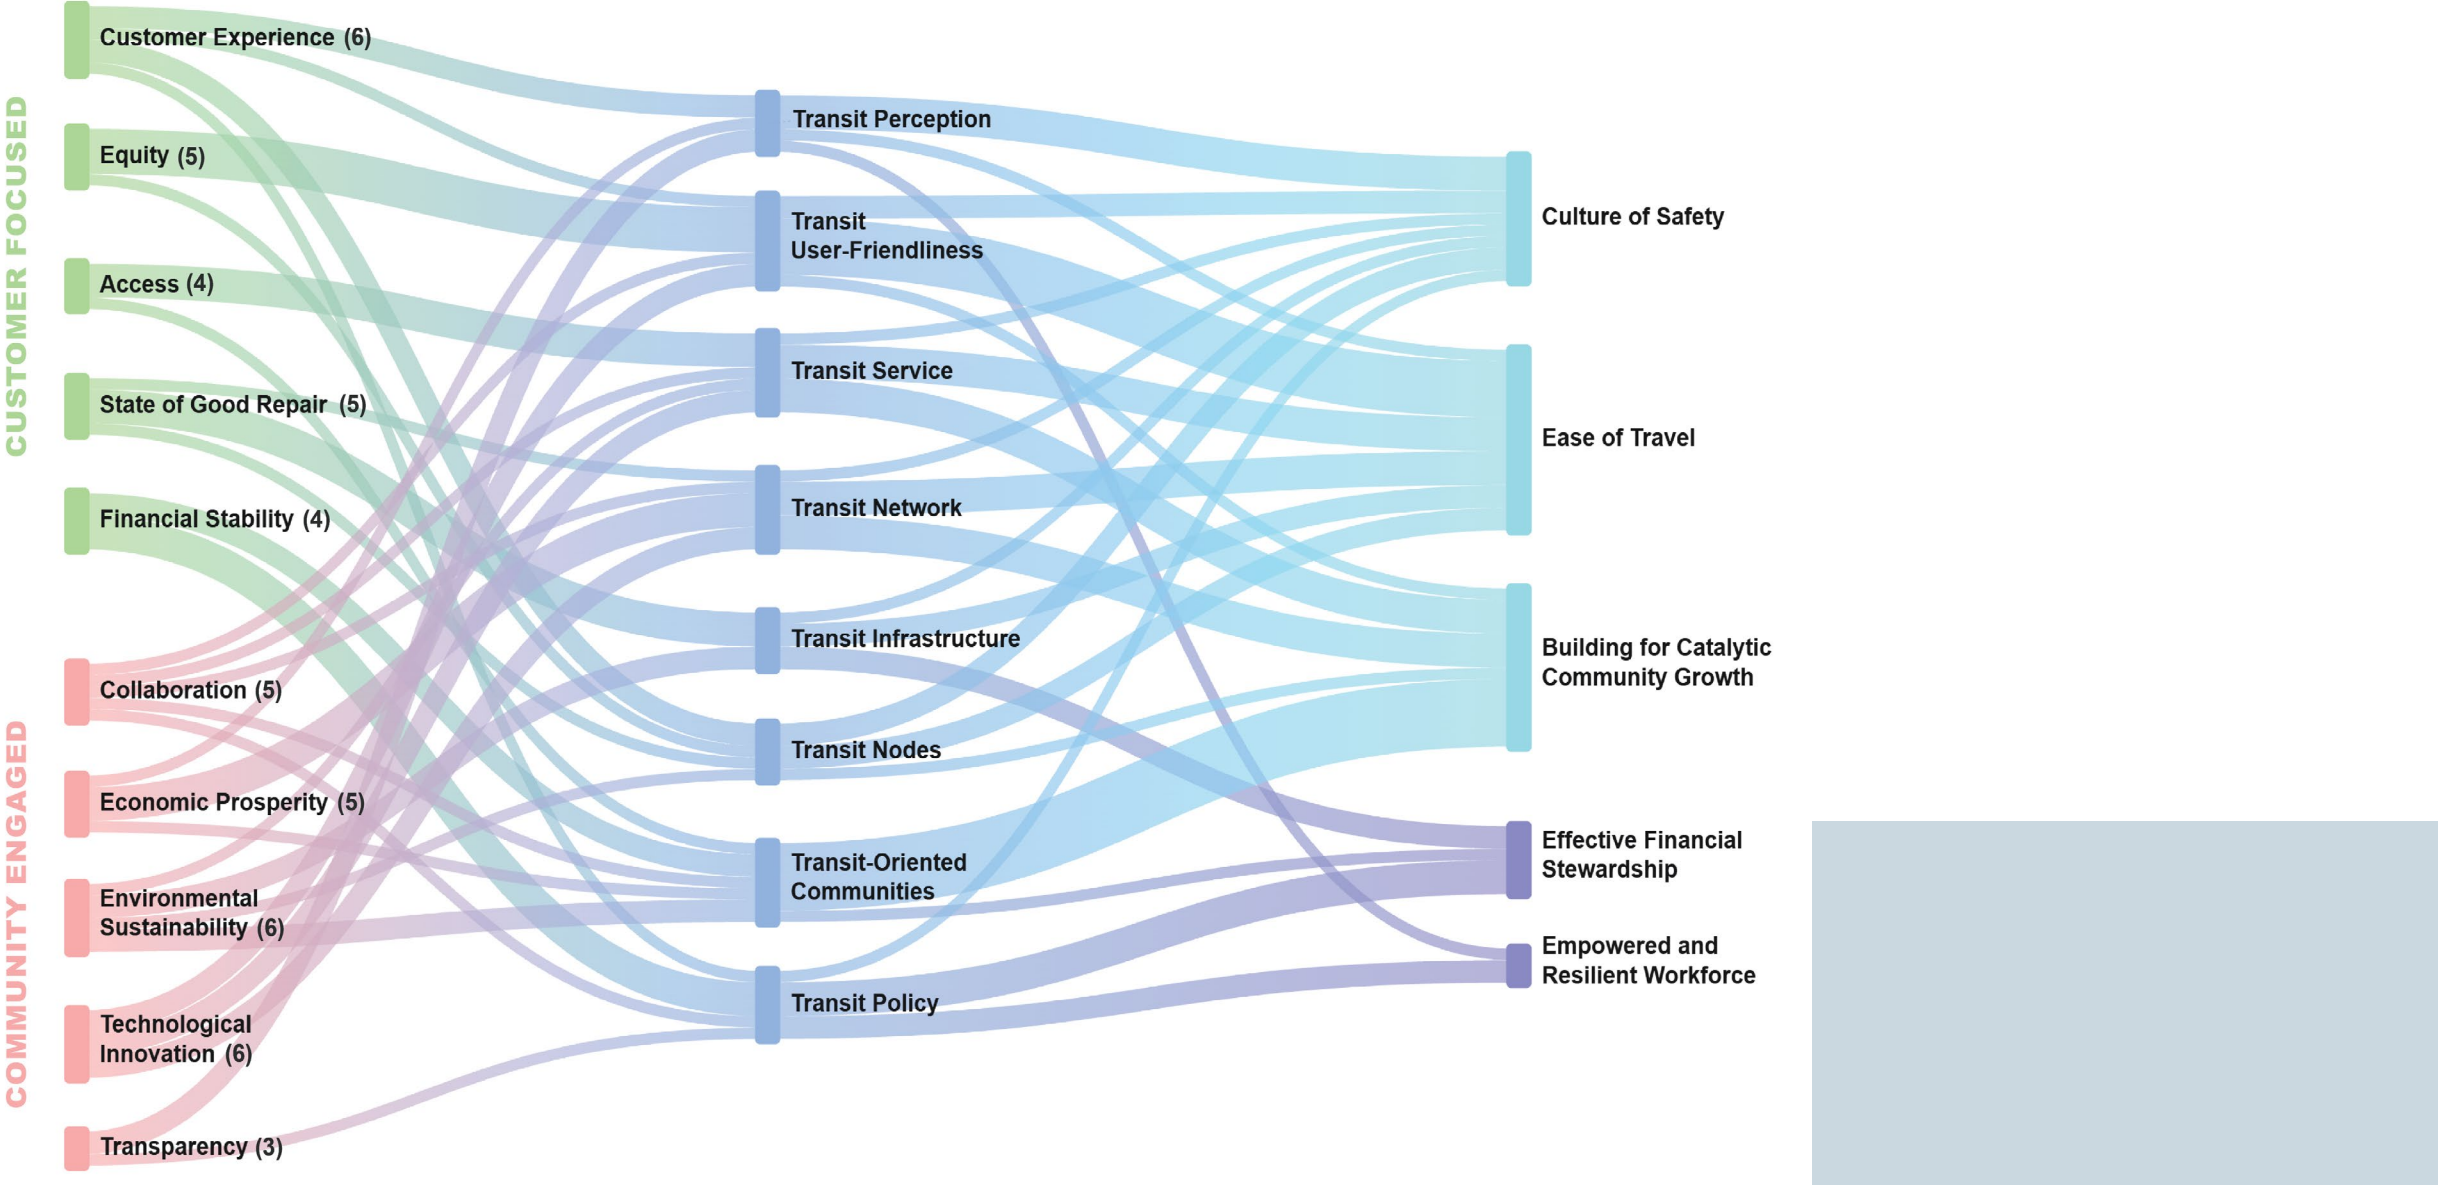 CUSTOMER FOCUSED
Customer Experience (6)
Equity (5)
Access (4)
State of Good Repair (5)
Financial Stability (4)
COMMUNITY ENGAGED
Collaboration (5)
Economic Prosperity (5)
Environmental
Sustainability (6)
Technological
Innovation (6)
Transparency (3)
Transit Perception
Transit
User-Friendliness
Transit Service
Transit Network
Transit Infrastructure
Transit Nodes
Transit-Oriented
Communities
Transit Policy
Culture of Safety
Ease of Travel
Building for Catalytic
Community Growth
Effective Financial
Stewardship
Empowered and
Resilient Workforce